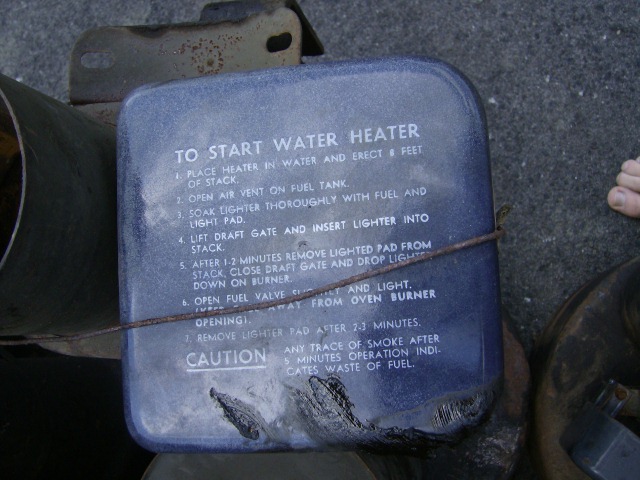 TO START WATER HEATER
1. PLACE HEATER IN WATER AND ERECT 8 FEET
OF STACK.
2. OPEN AIR VENT ON FUEL TANK.
3. SOAK LIGHTER THOROUGHLY WITH FUEL AND
LIGHT PAD.
4. LIFT DRAFT GATE AND INSERT LIGHTER INTO
STACK.
5. AFTER 1-2 MINUTES REMOVE LIGHTED PAD FROM
STACK, CLOSE DRAFT GATE AND DROP LIGHTER
DOWN ON BURNER.
6. OPEN FUEL VALVE SLIGHTLY AND LIGHT.
AWAY FROM OVEN BURNER
OPENING).
7. REMOVE LIGHTER PAD AFTER 2-3 MINUTES.
CAUTION ANY TRACE OF SMOKE AFTER
5 MINUTES OPERATION INDI-
CATES WASTE OF FUEL.